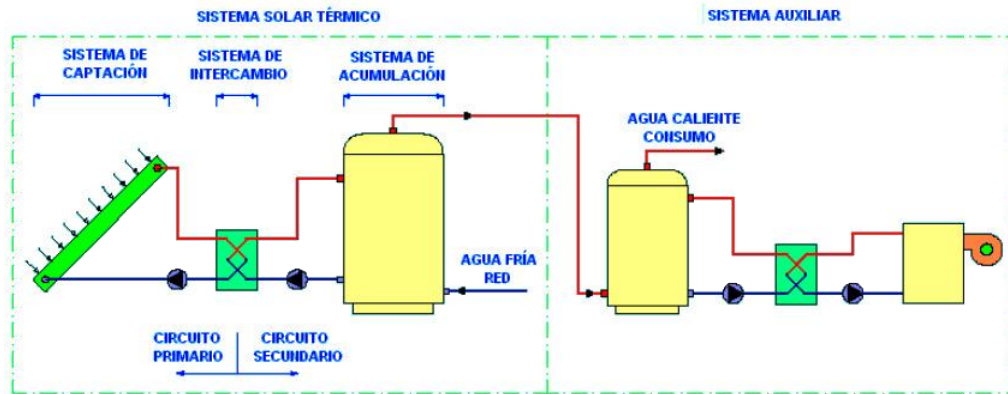 SISTEMA SOLAR TÉRMICO
SISTEMA AUXILIAR
SISTEMA DE
CAPTACIÓN
SISTEMA DE
INTERCAMBIO
SISTEMA DE
ACUMULACIÓN
AGUA CALIENTE
CONSUMO
AGUA FRÍA
RED
CIRCUITO
PRIMARIO
CIRCUITO
SECUNDARIO